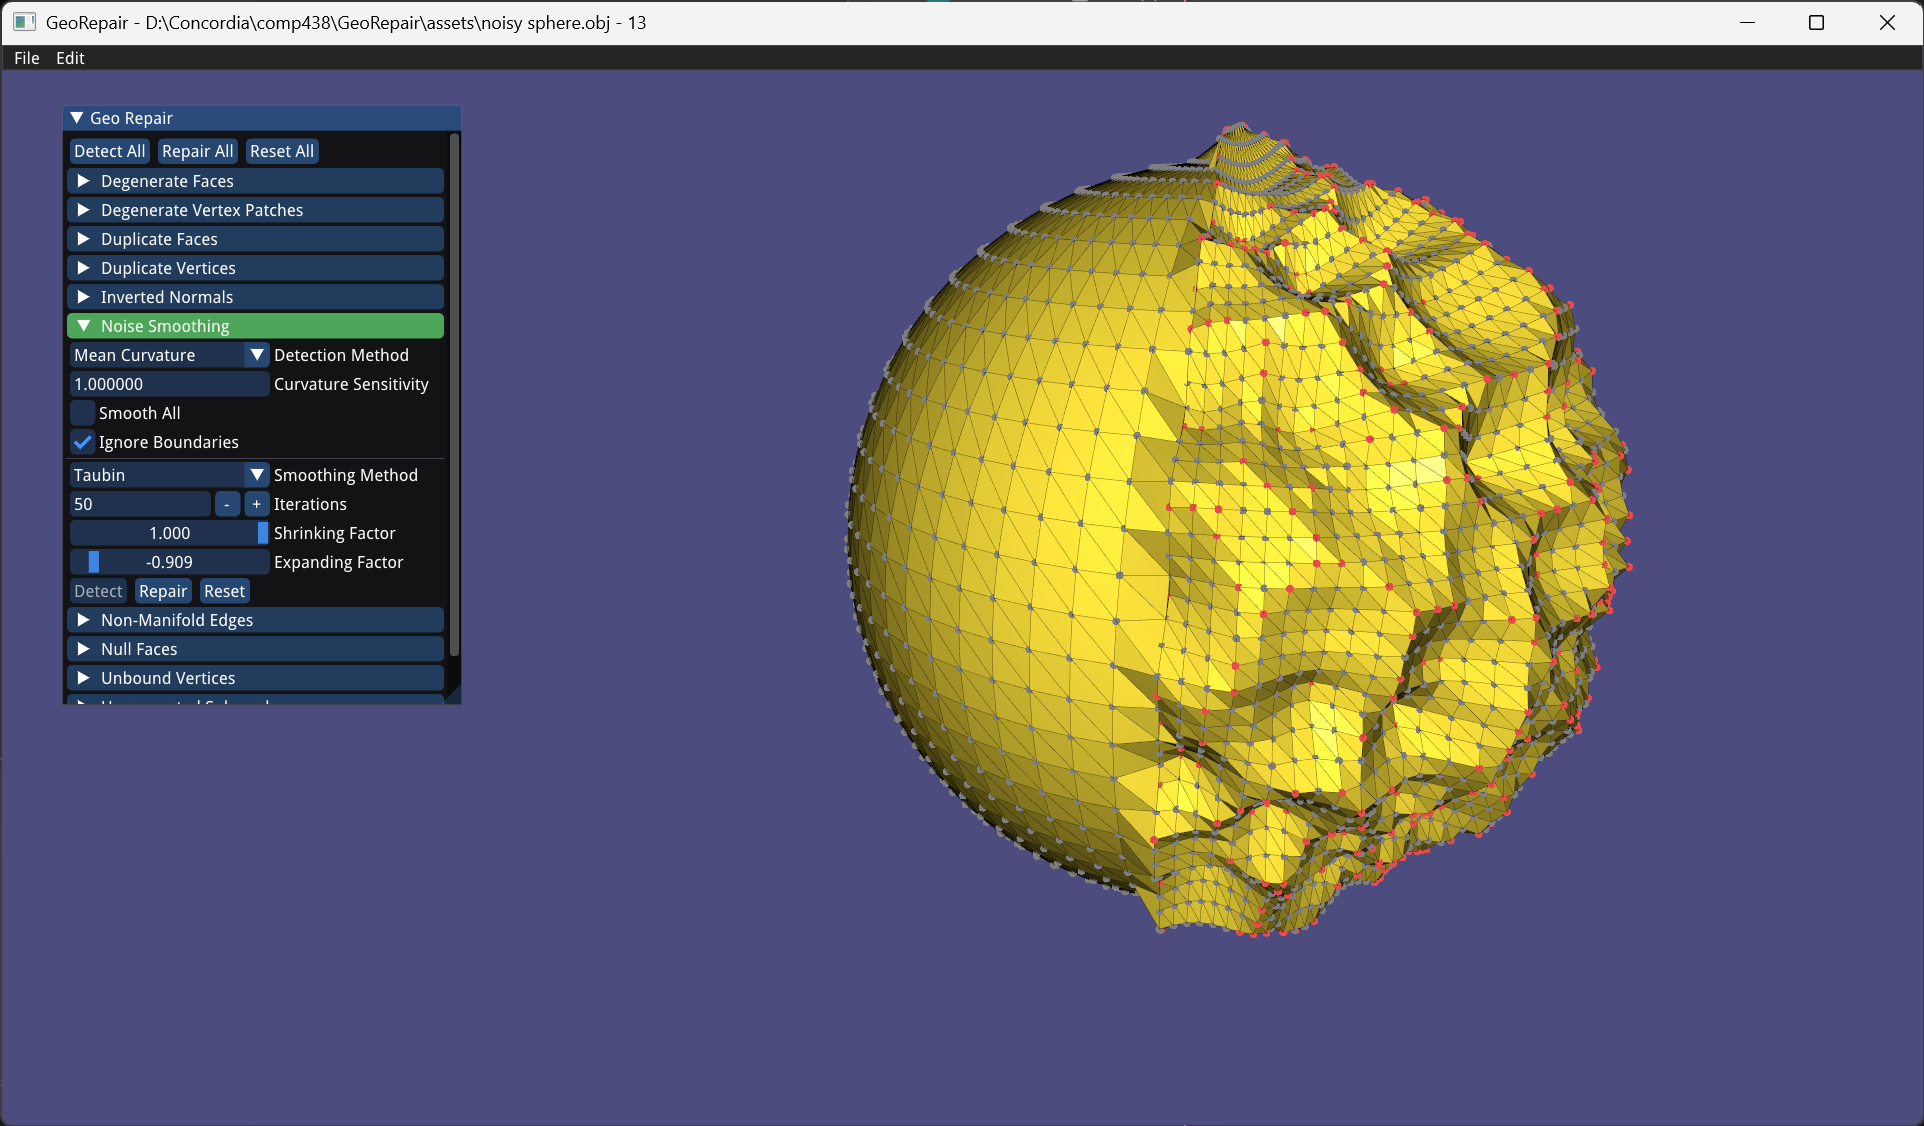 GeoRepair - D:\Concordia\comp438\GeoRepair\assets\noisy sphere.obj - 13
File Edit
Geo Repair
Detect All Repair All Reset All
Degenerate Faces
Degenerate Vertex Patches
Duplicate Faces
Duplicate Vertices
Inverted Normals
Noise Smoothing
Mean Curvature Detection Method
1.000000 Curvature Sensitivity
Smooth All
Ignore Boundaries
Taubin Smoothing Method
50 - + Iterations
1.000 Shrinking Factor
-0.909 Expanding Factor
Detect Repair Reset
Non-Manifold Edges
Null Faces
Unbound Vertices